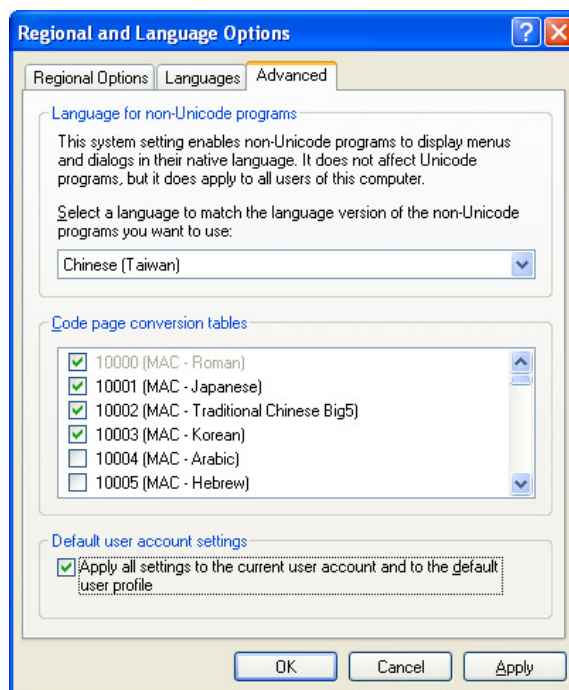 Regional and Language Options
Regional Options Languages Advanced
Language for non-Unicode programs
This system setting enables non-Unicode programs to display menus
and dialogs in their native language. It does not affect Unicode
programs, but it does apply to all users of this computer.
Select a language to match the language version of the non-Unicode
programs you want to use:
Chinese (Taiwan)
Code page conversion tables
10000 (MAC - Roman)
10001 (MAC - Japanese)
10002 (MAC - Traditional Chinese Big5)
10003 (MAC - Korean)
10004 (MAC - Arabic)
10005 (MAC - Hebrew)
Default user account settings
Apply all settings to the current user account and to the default
user profile
OK Cancel Apply